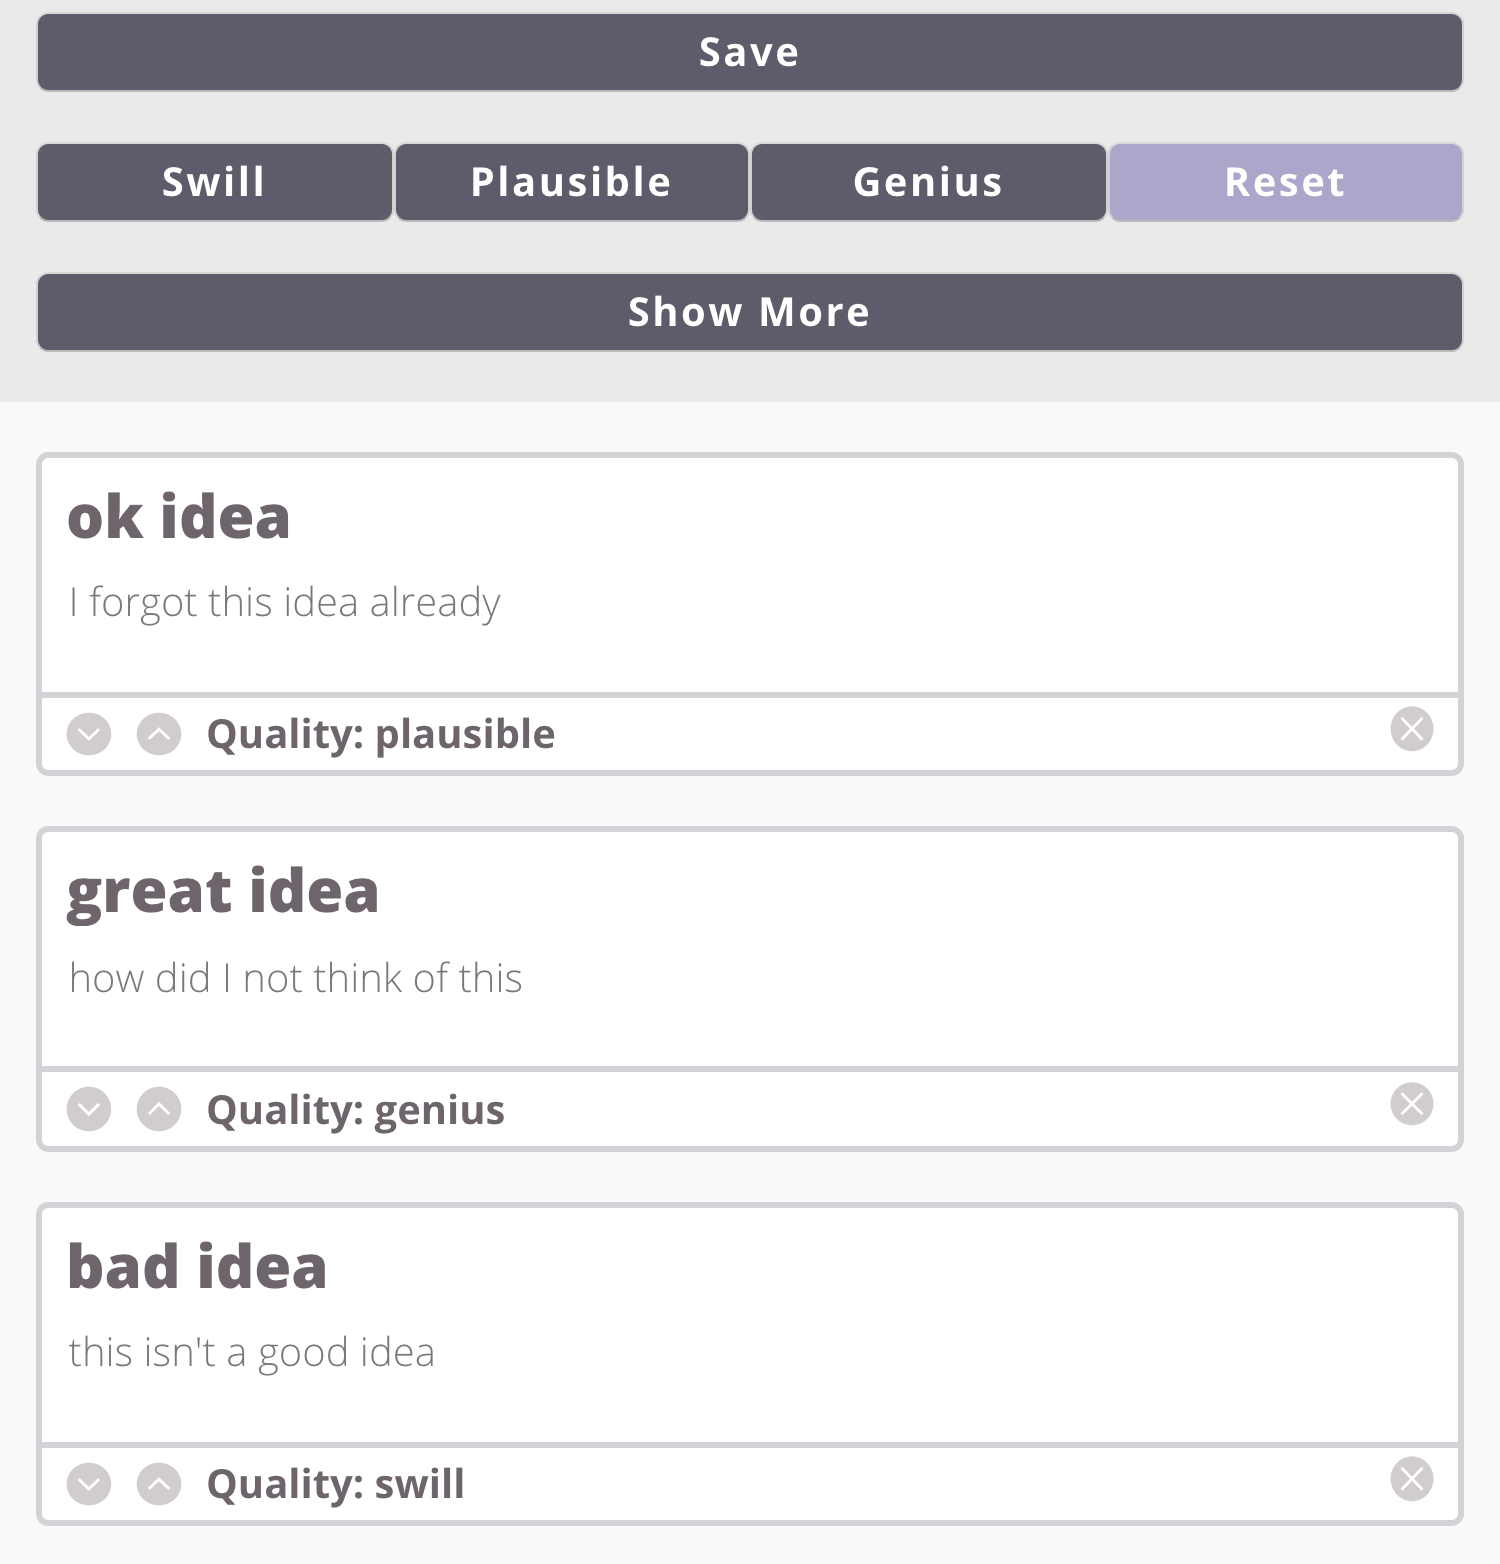 Save
Swill Plausible Genius Reset
Show More
ok idea
I forgot this idea already
Quality: plausible
great idea
how did I not think of this
Quality: genius
bad idea
this isn't a good idea
Quality: swill